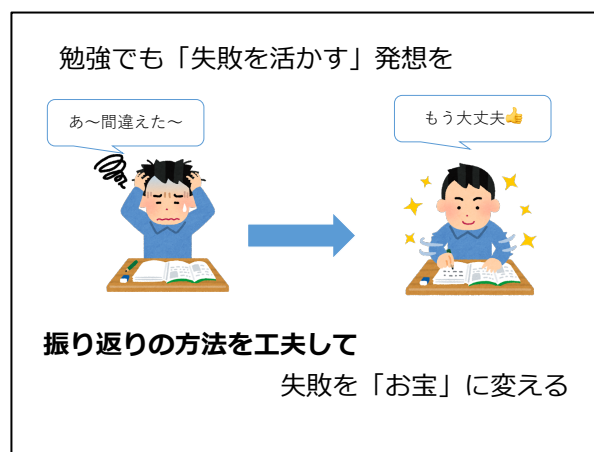 勉強でも「失敗を活かす」発想を
あ～間違えた～
もう大丈夫👍
振り返りの方法を工夫して
失敗を「お宝」に変える